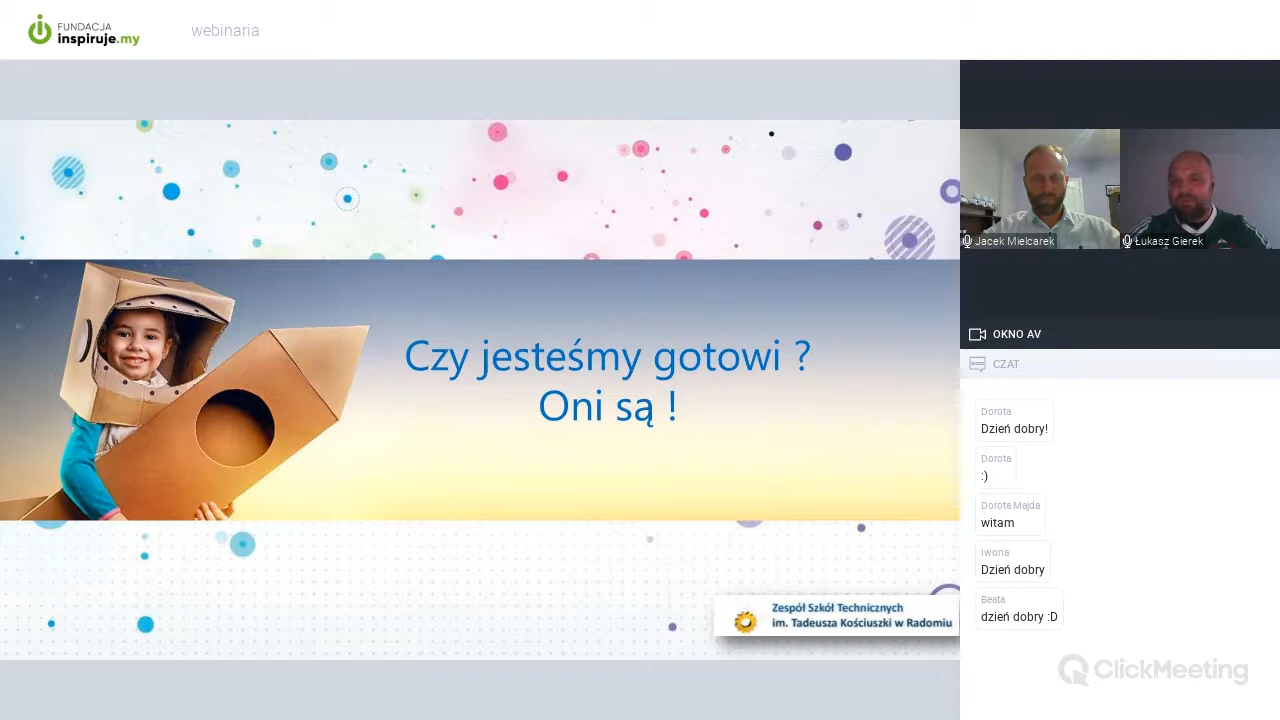 FUNDACJA
inspiruje.my
webinaria
Czy jesteśmy gotowi ?
Oni są !
Zespół Szkół Technicznych
im. Tadeusza Kościuszki w Radomiu
Jacek Mielcarek
Łukasz Gierek
OKNO AV
CZAT
Dorota
Dzień dobry!
Dorota
:)
Dorota Majda
witam
Iwona
Dzień dobry
Beata
dzień dobry :D
ClickMeeting